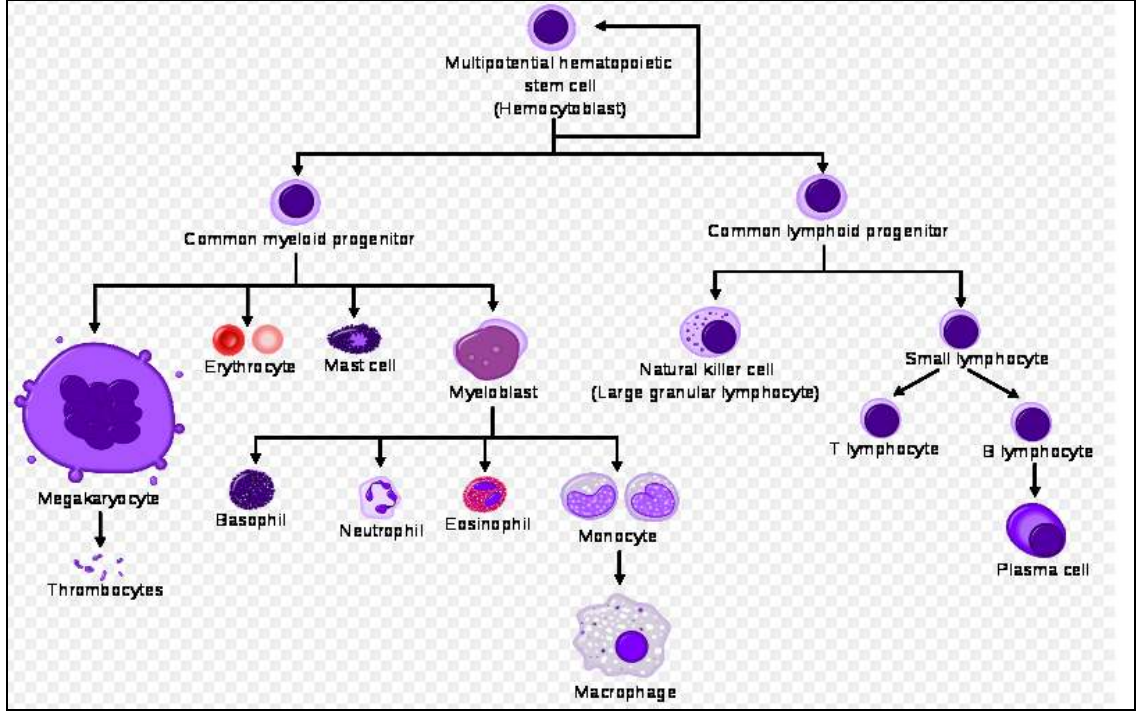 Multipotential hematopoietic
stem cell
(Hemocytoblast)
Common myeloid progenitor
Common lymphoid progenitor
Erythrocyte
Mast cell
Myeloblast
Natural killer cell
(Large granular lymphocyte)
Small lymphocyte
T lymphocyte
B lymphocyte
Megakaryocyte
Basophil
Neutrophil
Eosinophil
Monocyte
Thrombocytes
Plasma cell
Macrophage